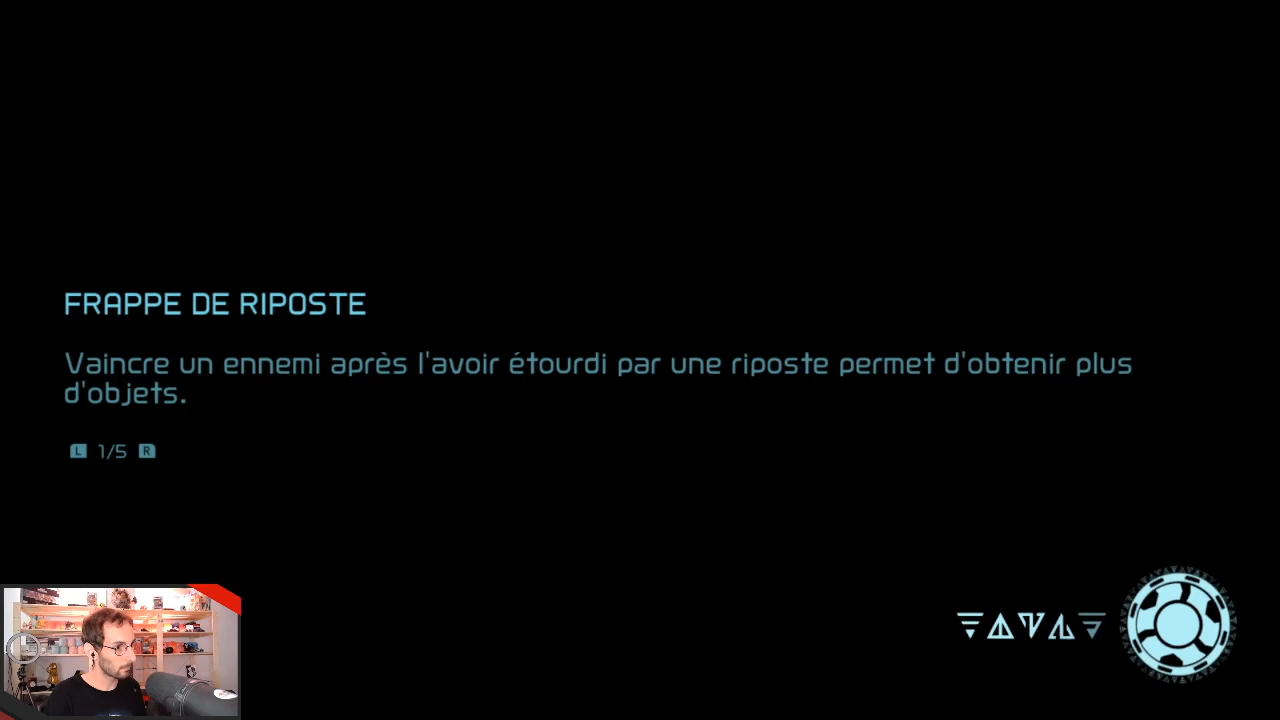 FRAPPE DE RIPOSTE
Vaincre un ennemi après l'avoir étourdi par une riposte permet d'obtenir plus
d'objets.
L 1/5 R